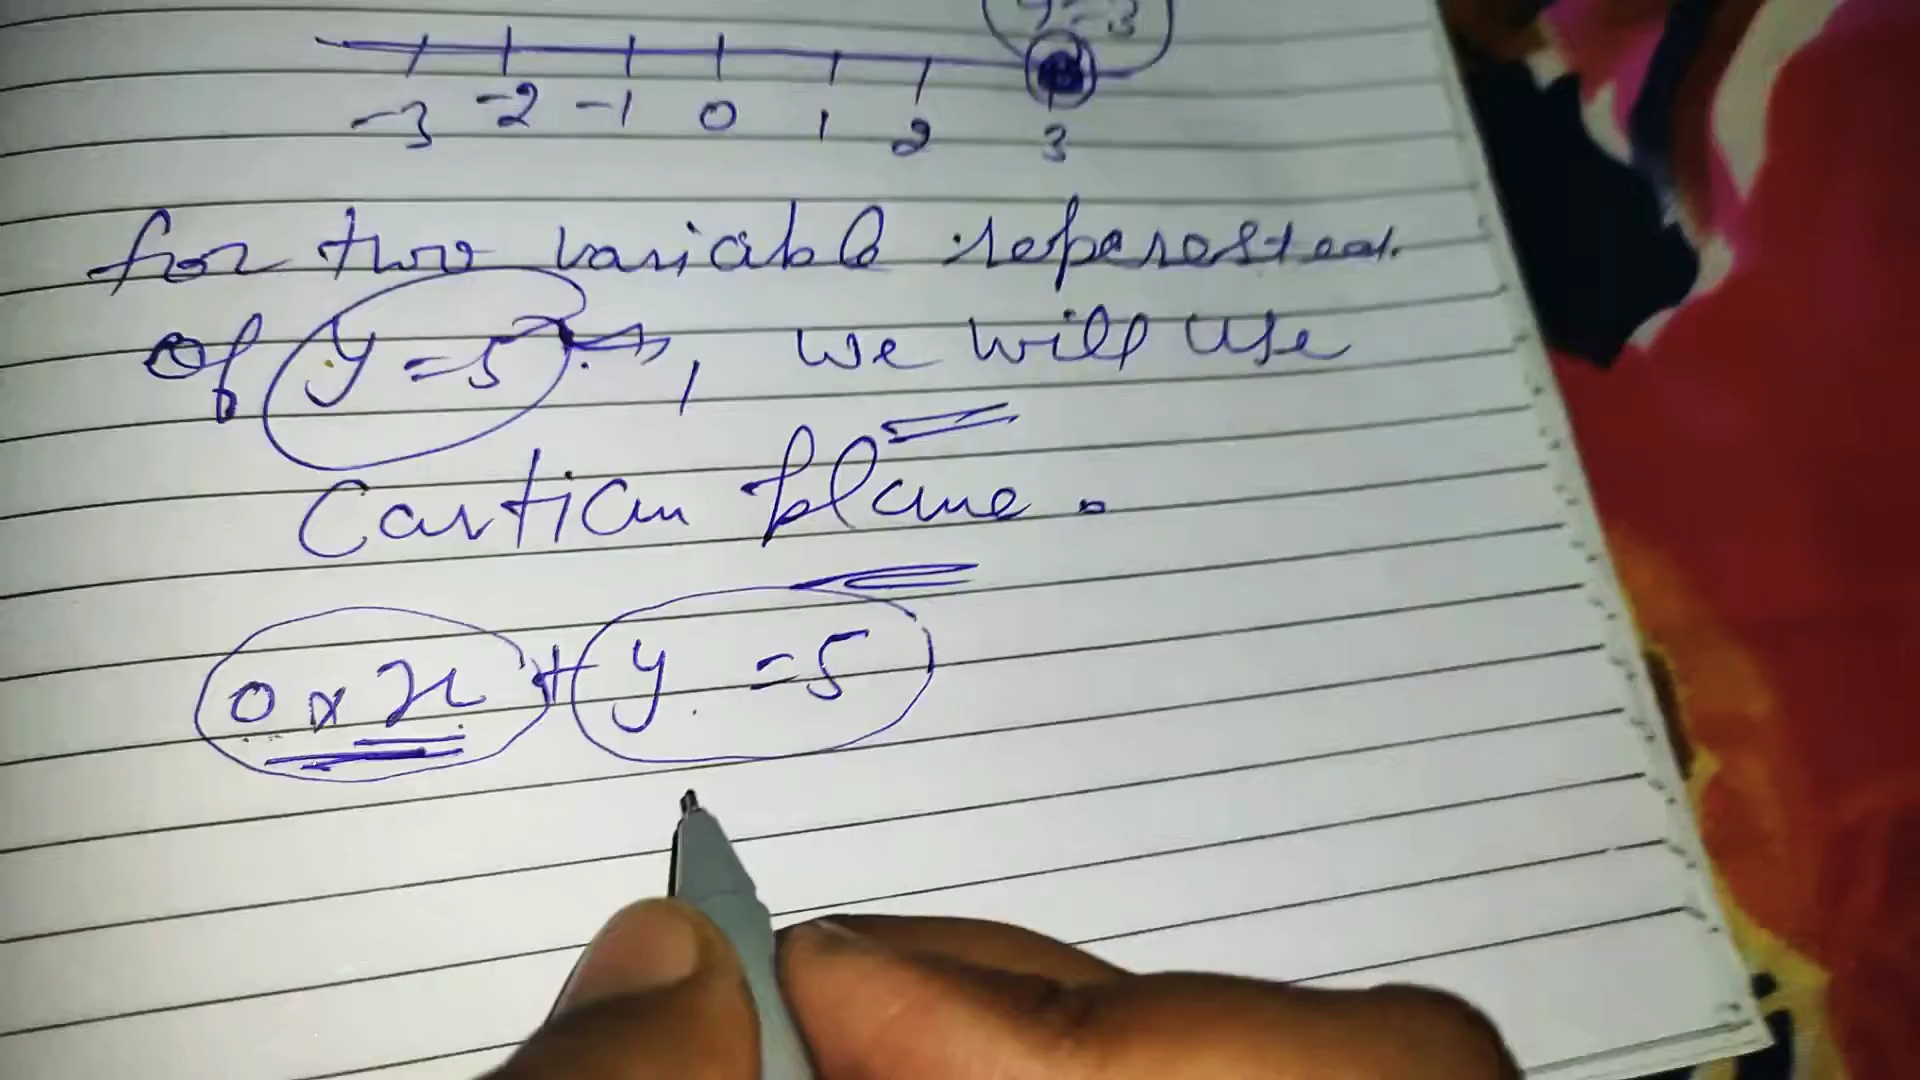 y=3
-3 -2 -1 0 1 2 3
for two variable
of y=5, we will use
Cartian plane.
0 x x + y = 5